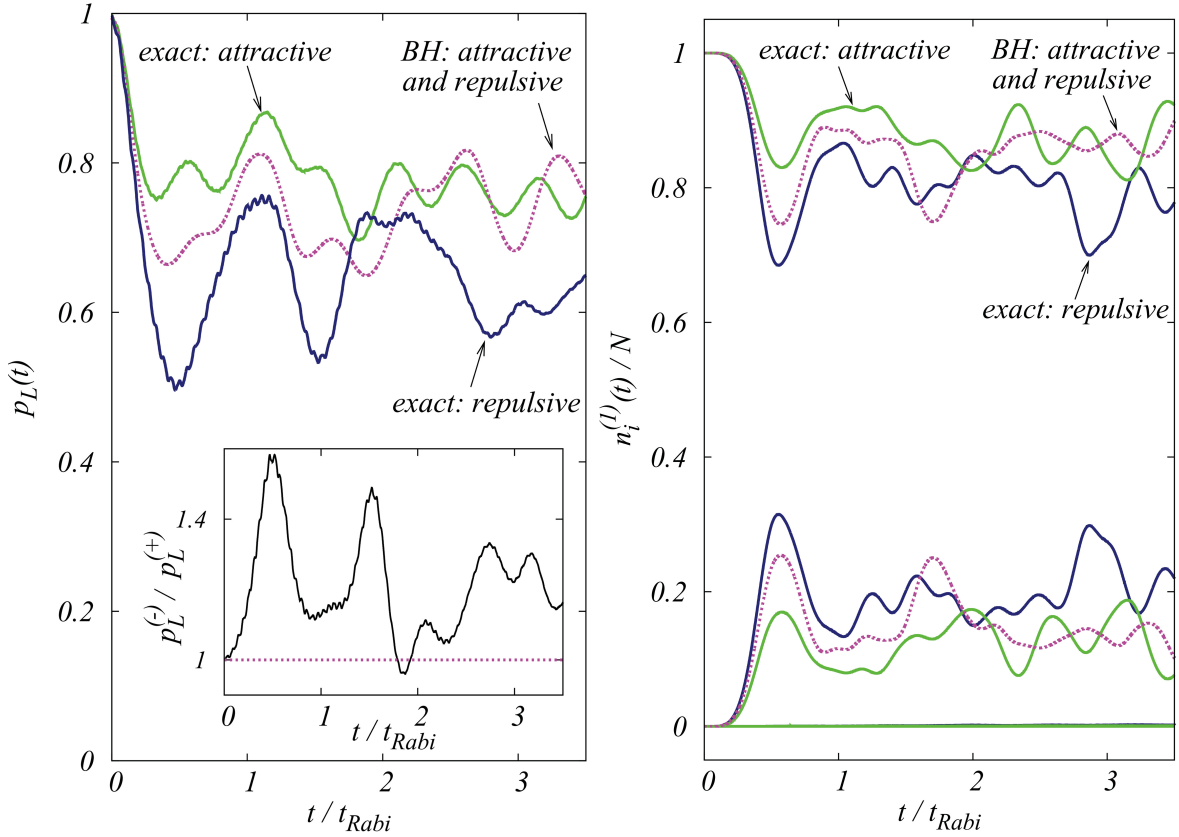 1
0.8
0.6
0.4
0.2
0
p_L(t)
exact: attractive
BH: attractive
and repulsive
exact: repulsive
1.4
1
p_L^(-) / p_L^(+)
0 1 2 3
t / t_Rabi
0 1 2 3
t / t_Rabi
1
0.8
0.6
0.4
0.2
0
n_i^(1)(t) / N
exact: attractive
BH: attractive
and repulsive
exact: repulsive
0 1 2 3
t / t_Rabi